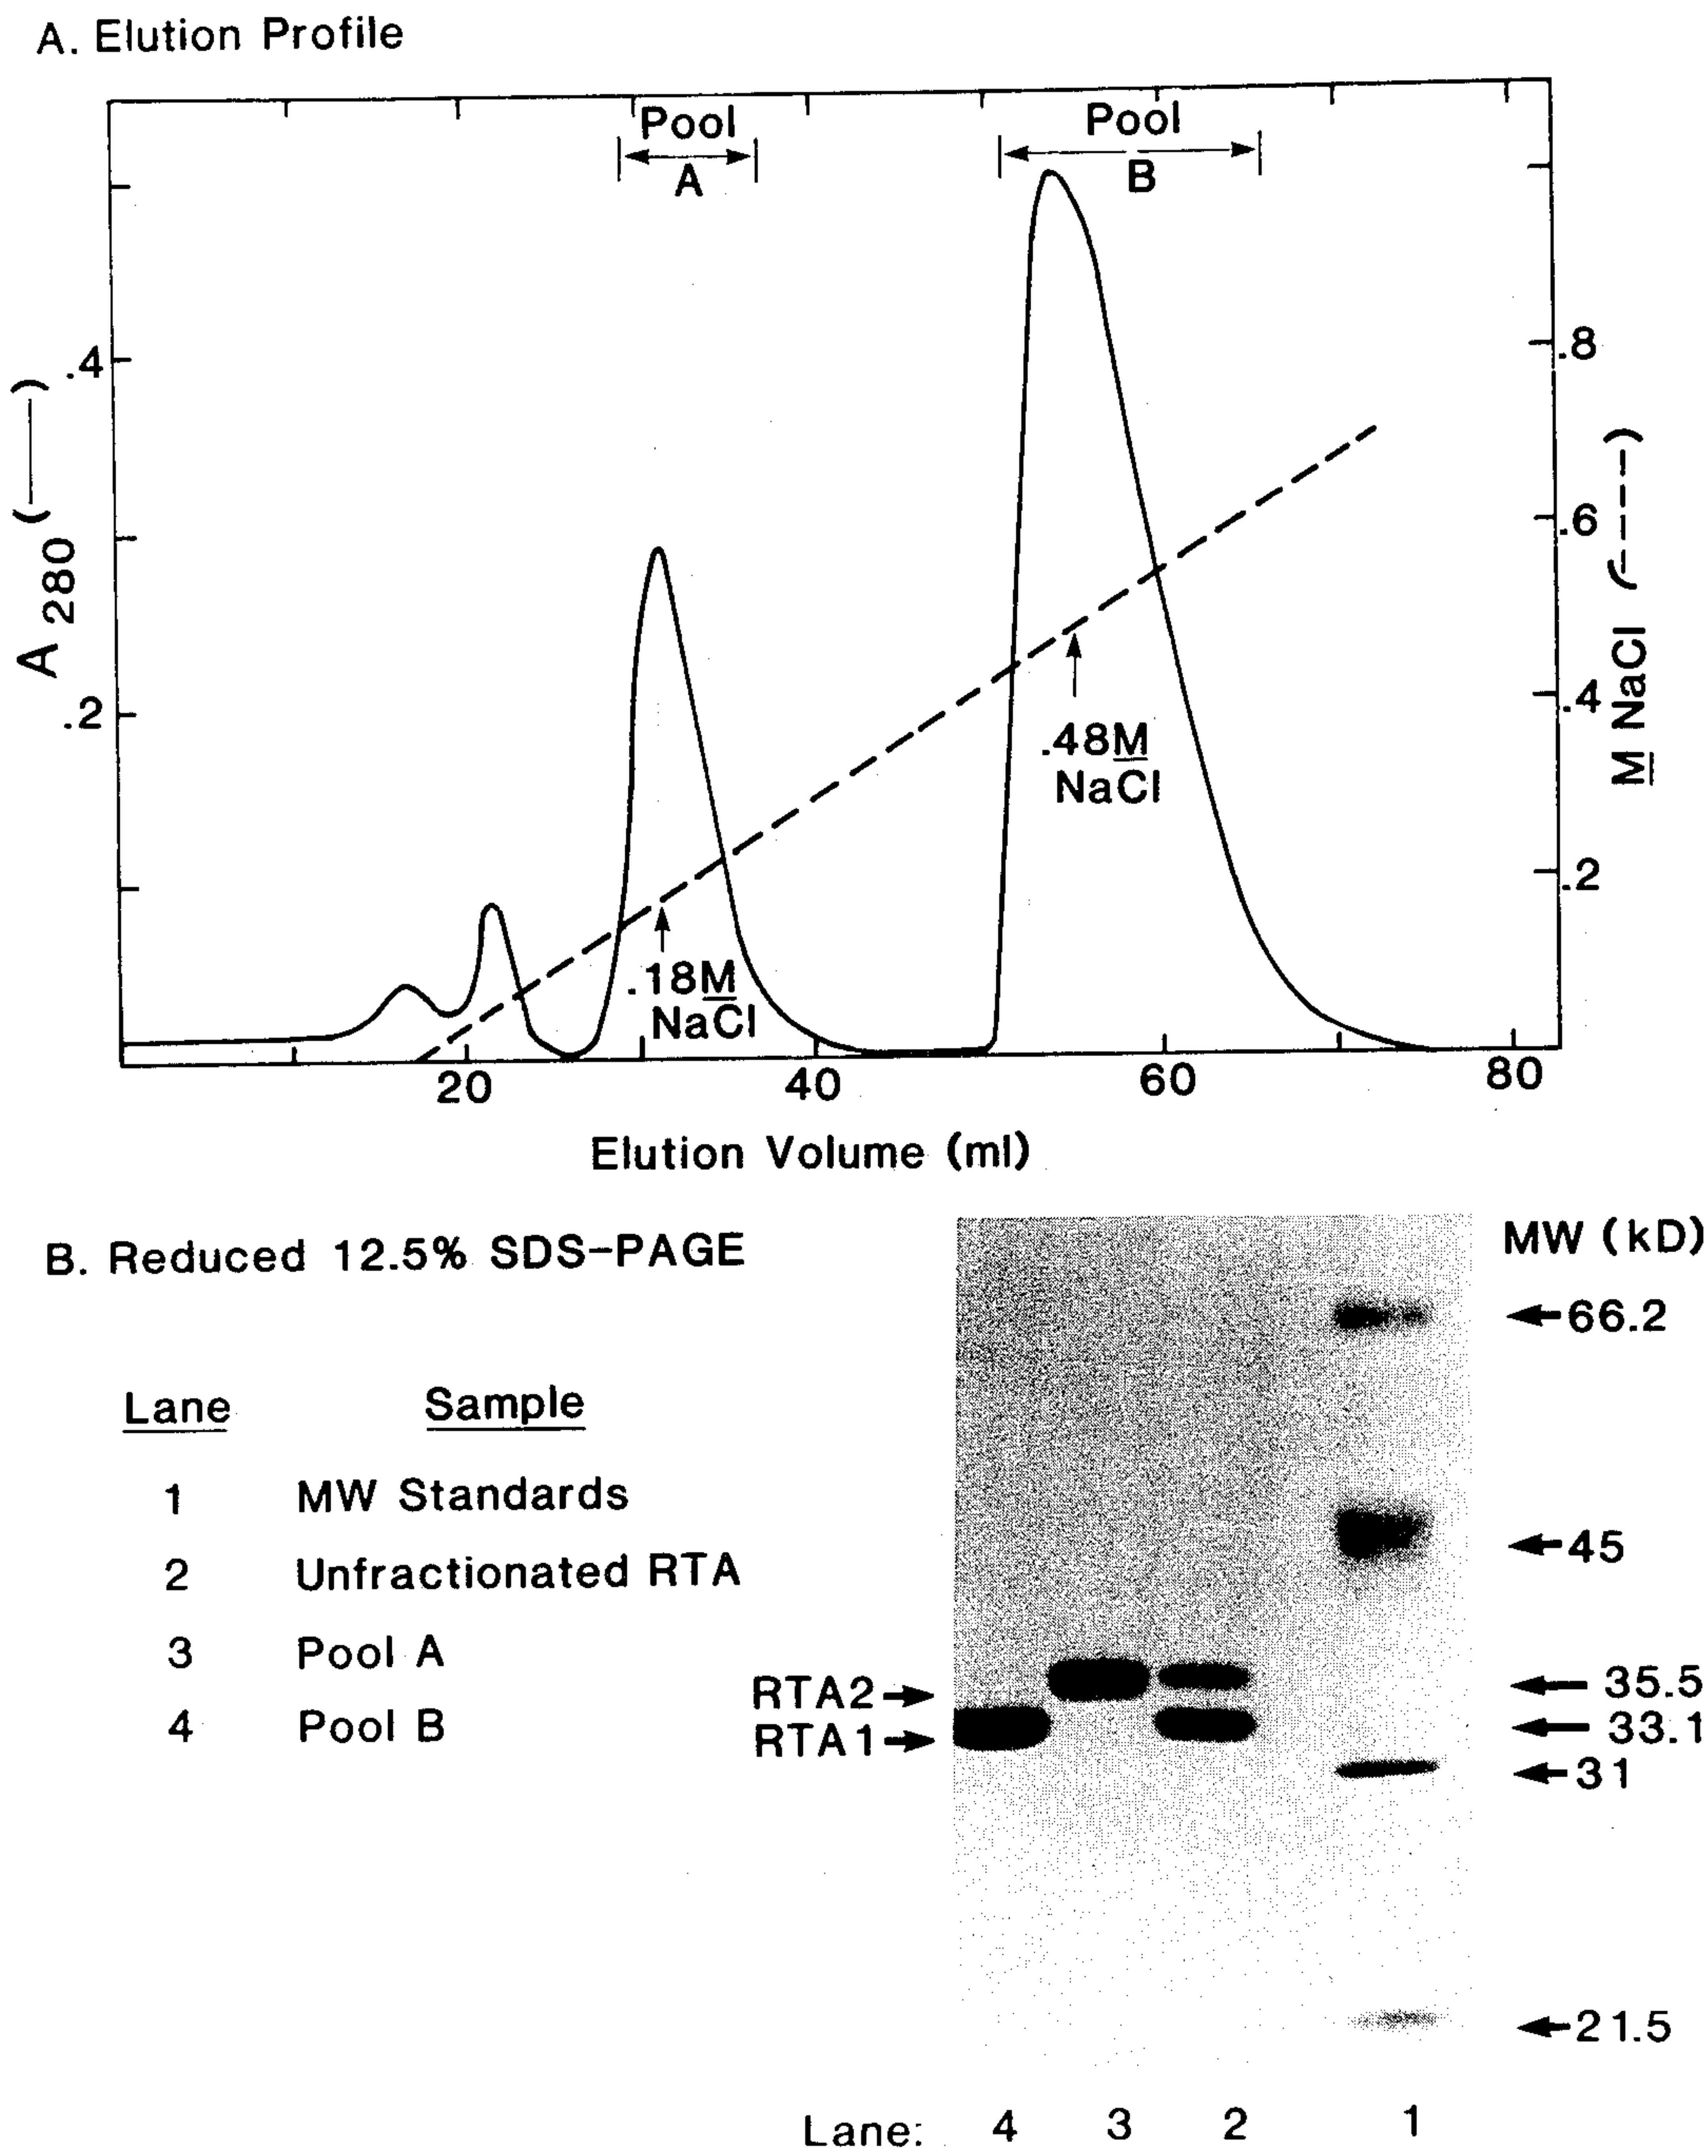 A. Elution Profile
Pool
A
Pool
B
.4
.2
A 280 (——)
.8
.6
.4
.2
M NaCl (----)
.48M
NaCl
.18M
NaCl
20 40 60 80
Elution Volume (ml)
B. Reduced 12.5% SDS-PAGE
Lane Sample
1 MW Standards
2 Unfractionated RTA
3 Pool A
4 Pool B
RTA2
RTA1
MW (kD)
66.2
45
35.5
33.1
31
21.5
Lane: 4 3 2 1